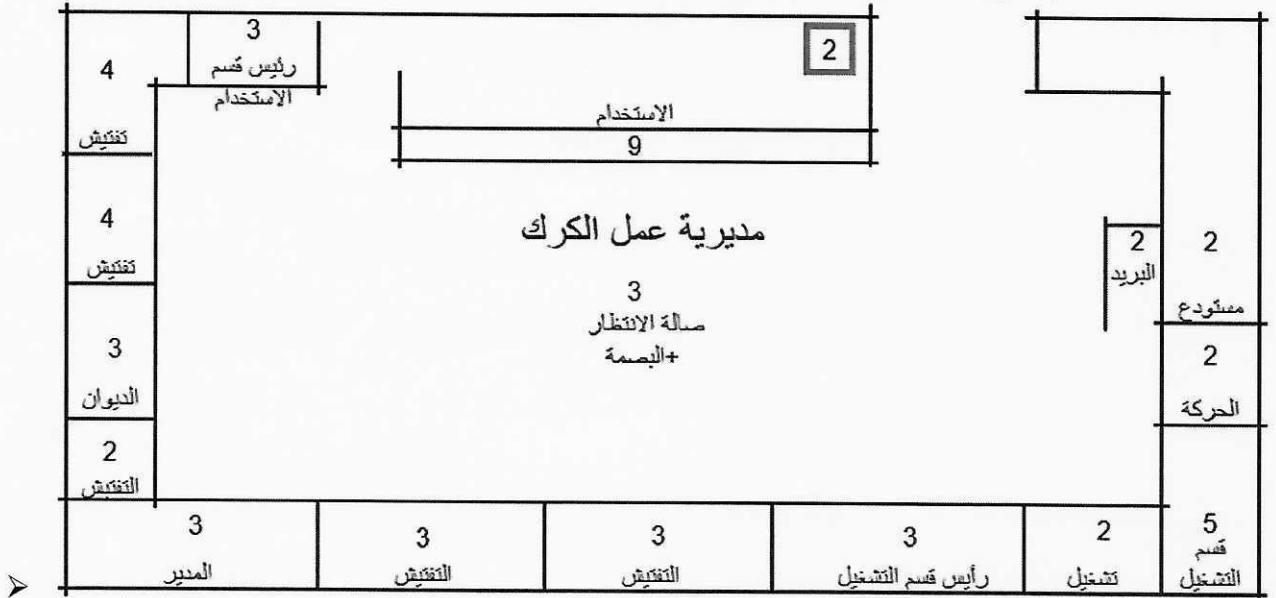 3
رئيس قسم
الاستخدام
2
4
تفتيش
الاستخدام
9
مديرية عمل الكرك
3
صالة الانتظار
+البصمة
4
تفتيش
2
البريد
2
مستودع
3
الديوان
2
الحركة
2
التفتيش
3
المدير
3
التفتيش
3
التفتيش
3
رأيس قسم التشغيل
2
تشغيل
5
قسم
التشغيل